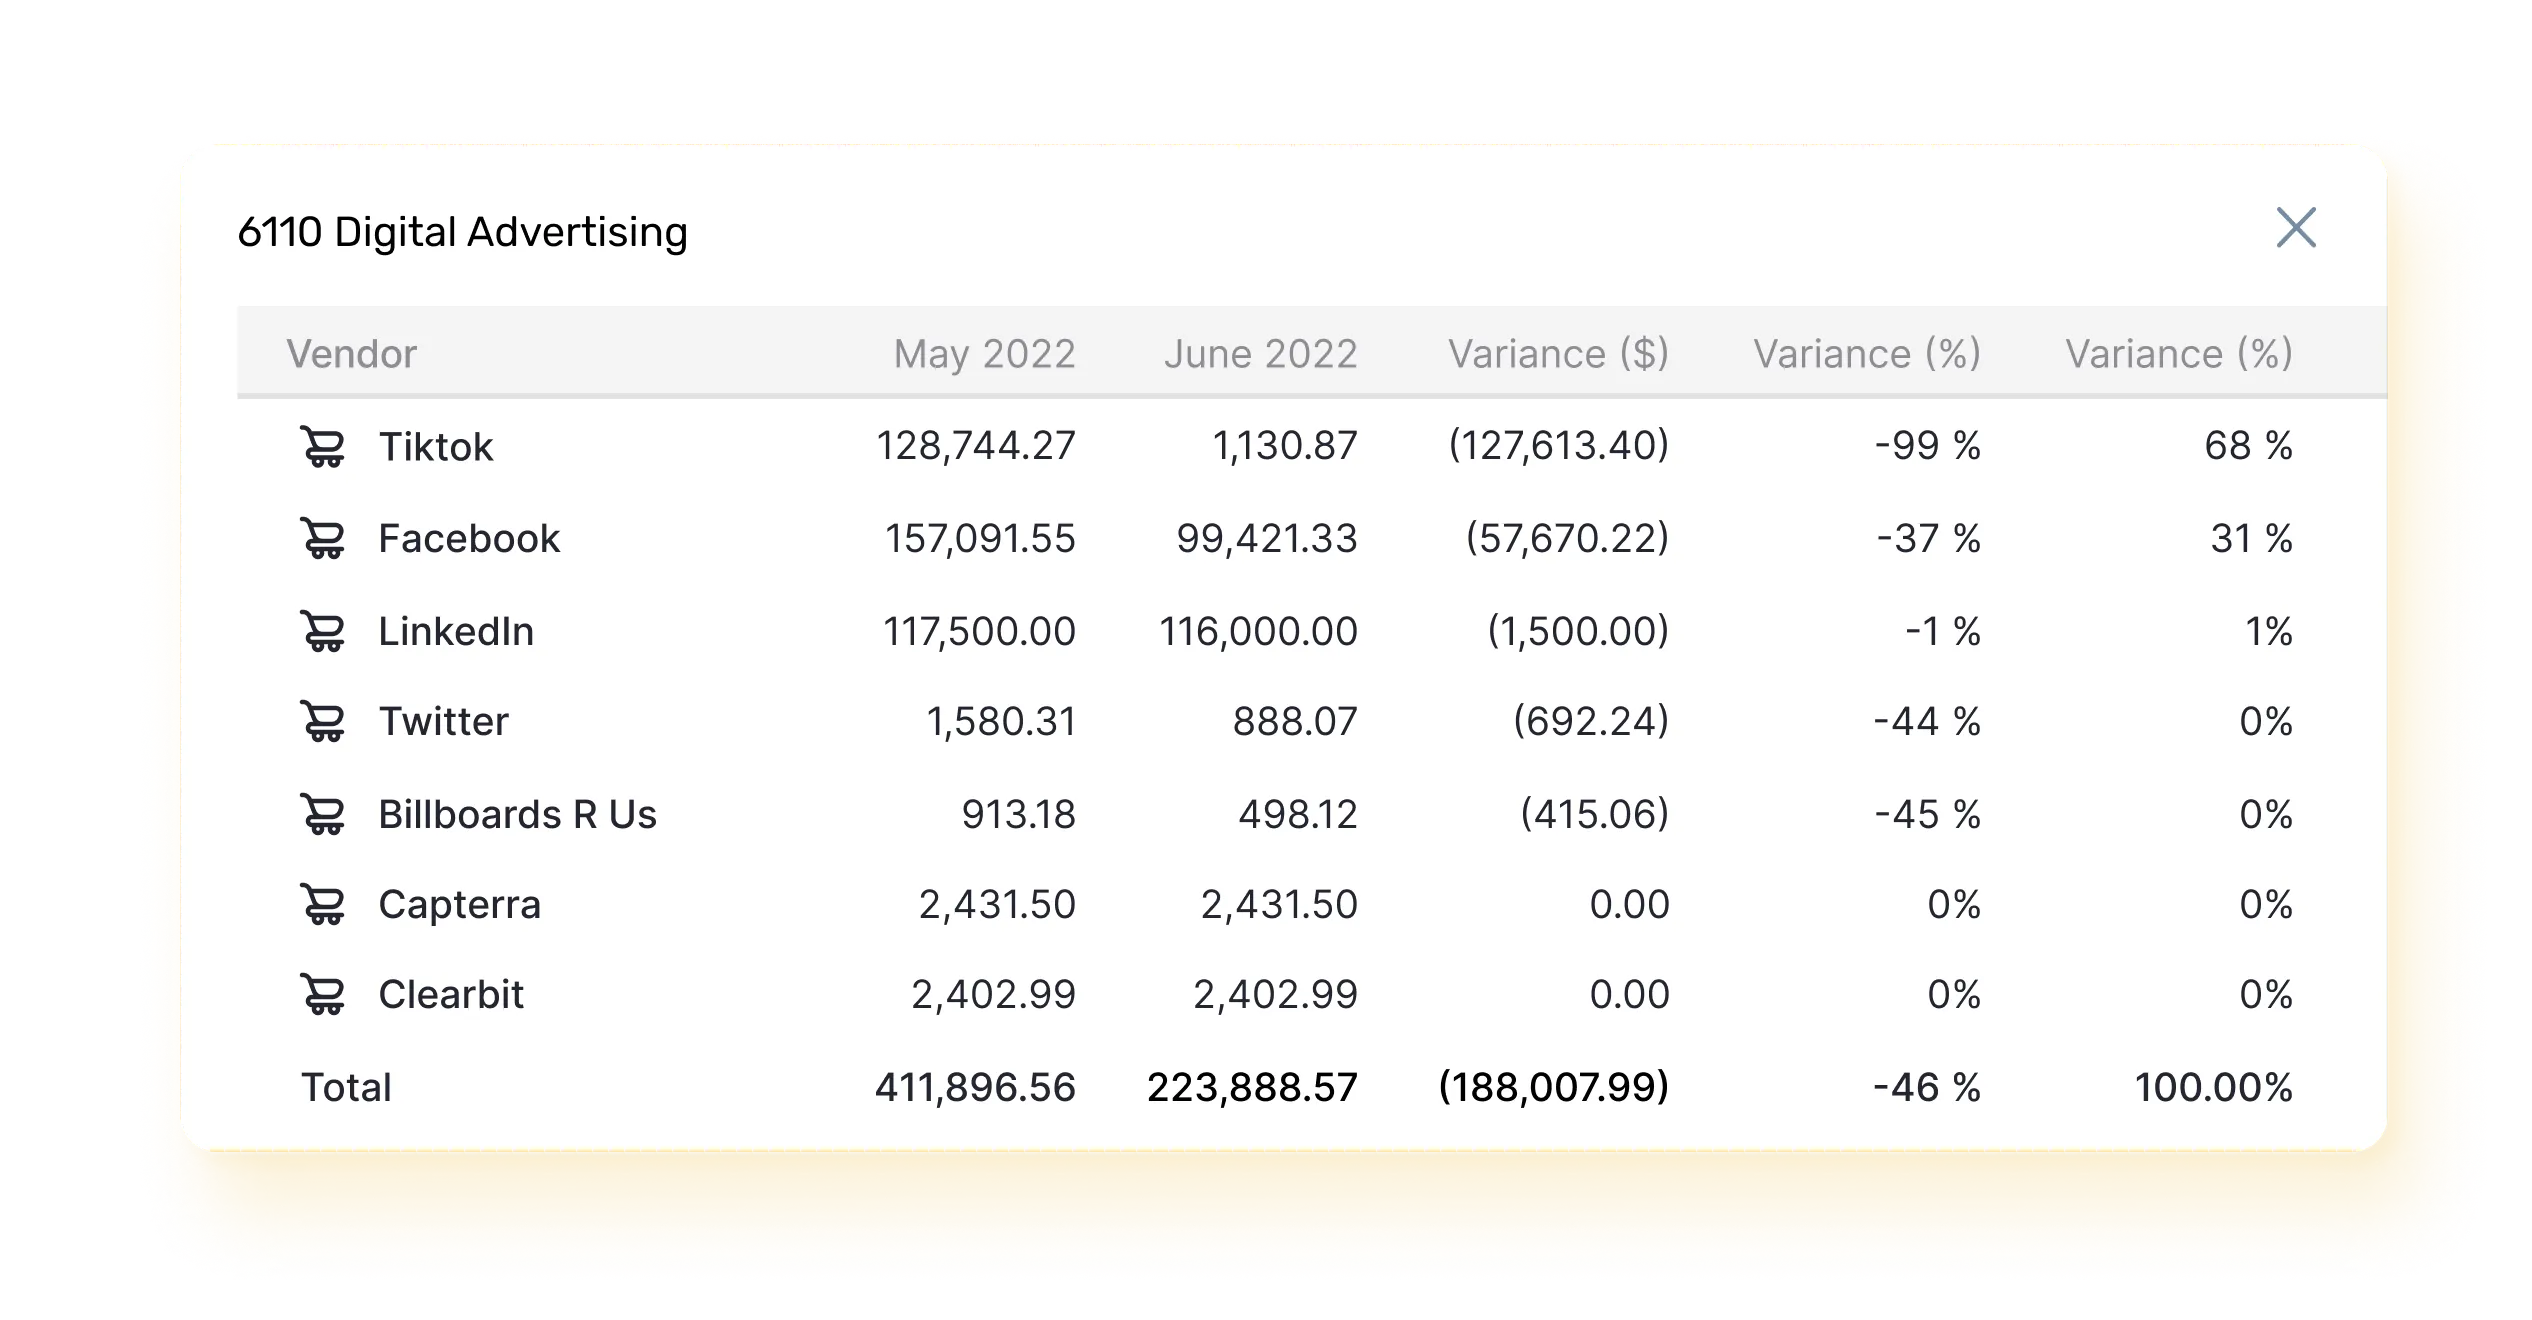 6110 Digital Advertising
Vendor May 2022 June 2022 Variance ($) Variance (%) Variance (%)
Tiktok 128,744.27 1,130.87 (127,613.40) -99 % 68 %
Facebook 157,091.55 99,421.33 (57,670.22) -37 % 31 %
LinkedIn 117,500.00 116,000.00 (1,500.00) -1 % 1%
Twitter 1,580.31 888.07 (692.24) -44 % 0%
Billboards R Us 913.18 498.12 (415.06) -45 % 0%
Capterra 2,431.50 2,431.50 0.00 0% 0%
Clearbit 2,402.99 2,402.99 0.00 0% 0%
Total 411,896.56 223,888.57 (188,007.99) -46 % 100.00%